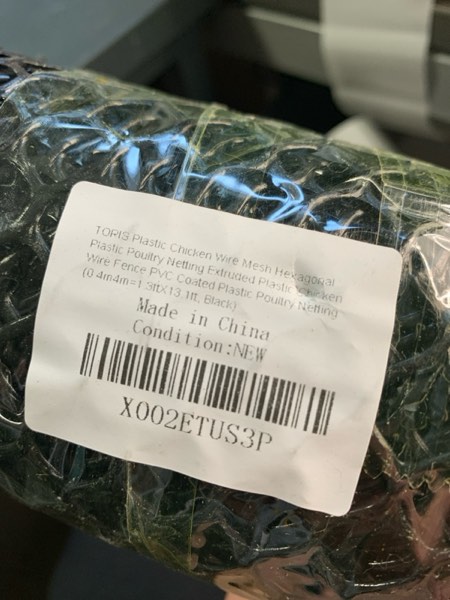 TORIS Plastic Chicken Wire Mesh Hexagonal
Plastic Poultry Netting Extruded Plastic Chicken
Wire Fence PVC Coated Plastic Poultry Netting
(0.4m4m=1.3ftX13.1ft, Black)
Made in China
Condition:NEW
X002ETUS3P